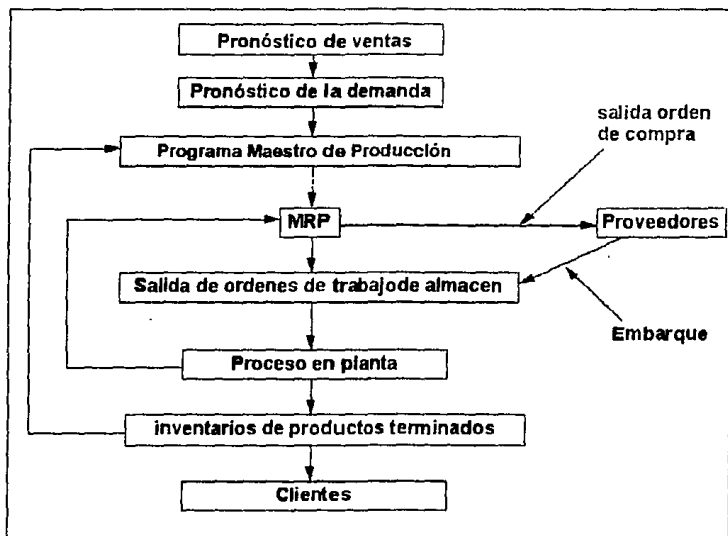 Pronóstico de ventas
Pronóstico de la demanda
salida orden
de compra
Programa Maestro de Producción
MRP
Proveedores
Salida de ordenes de trabajode almacen
Embarque
Proceso en pianta
inventarios de productos terminados
Clientes